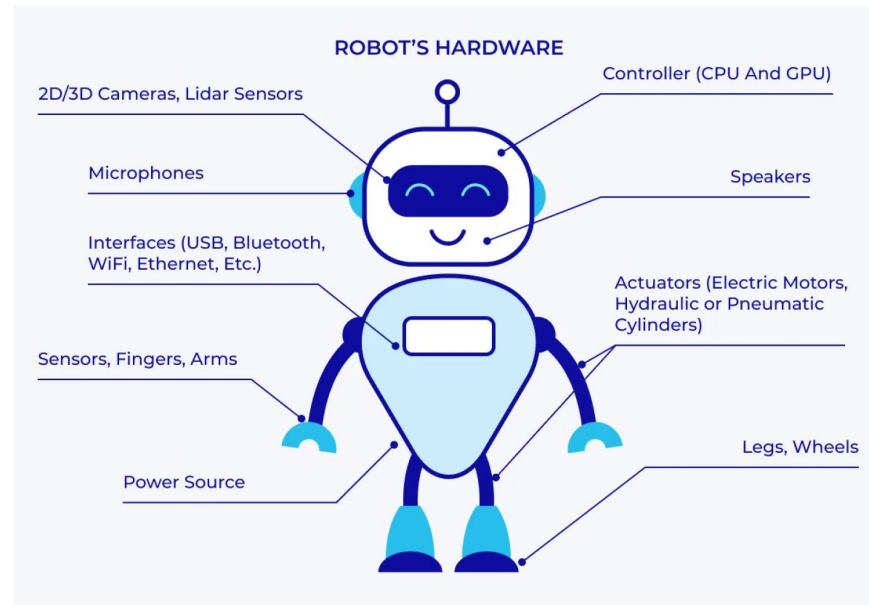 ROBOT'S HARDWARE
2D/3D Cameras, Lidar Sensors
Controller (CPU And GPU)
Microphones
Speakers
Interfaces (USB, Bluetooth,
WiFi, Ethernet, Etc.)
Actuators (Electric Motors,
Hydraulic or Pneumatic
Cylinders)
Sensors, Fingers, Arms
Legs, Wheels
Power Source